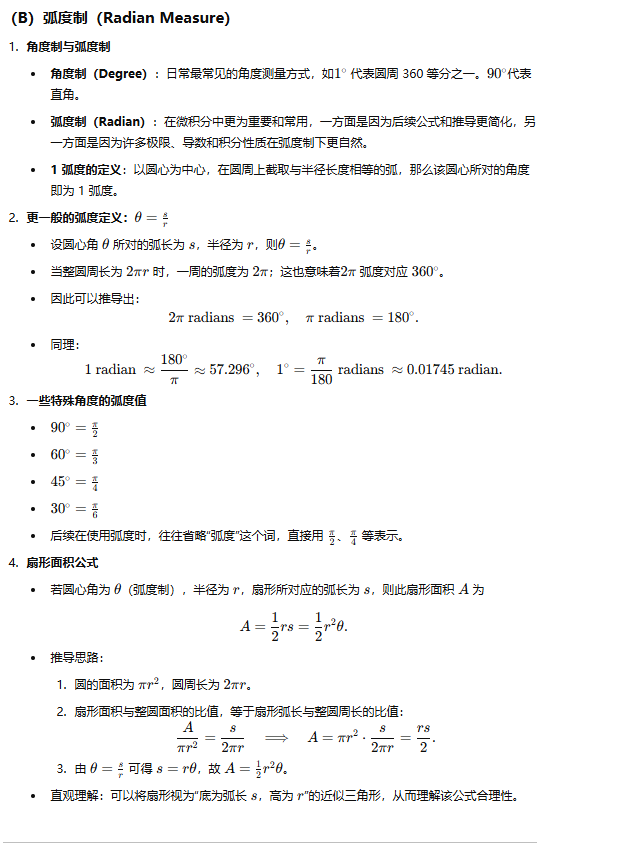 （B）弧度制（Radian Measure）
1. 角度制与弧度制
• 角度制（Degree）：日常最常见的角度测量方式，如1° 代表圆周 360 等分之一。90°代表
直角。
• 弧度制（Radian）：在微积分中更为重要和常用，一方面是因为后续公式和推导更简化，另
一方面是因为许多极限、导数和积分性质在弧度制下更自然。
• 1 弧度的定义：以圆心为中心，在圆周上截取与半径长度相等的弧，那么该圆心所对的角度
即为 1 弧度。
2. 更一般的弧度定义：θ = s/r
• 设圆心角 θ 所对的弧长为 s，半径为 r，则θ = s/r。
• 当整圆周长为 2πr 时，一周的弧度为 2π；这也意味着2π 弧度对应 360°。
• 因此可以推导出：
2π radians = 360°, π radians = 180°.
• 同理：
1 radian ≈ 180°/π ≈ 57.296°, 1° = π/180 radians ≈ 0.01745 radian.
3. 一些特殊角度的弧度值
• 90° = π/2
• 60° = π/3
• 45° = π/4
• 30° = π/6
• 后续在使用弧度时，往往省略“弧度”这个词，直接用 π/2、π/4 等表示。
4. 扇形面积公式
• 若圆心角为 θ（弧度制），半径为 r，扇形所对应的弧长为 s，则此扇形面积 A 为
A = 1/2 rs = 1/2 r²θ.
• 推导思路：
1. 圆的面积为 πr²，圆周长为 2πr。
2. 扇形面积与整圆面积的比值，等于扇形弧长与整圆周长的比值：
A/πr² = s/2πr ⟹ A = πr² · s/2πr = rs/2.
3. 由 θ = s/r 可得 s = rθ，故 A = 1/2 r²θ。
• 直观理解：可以将扇形视为“底为弧长 s，高为 r”的近似三角形，从而理解该公式合理性。